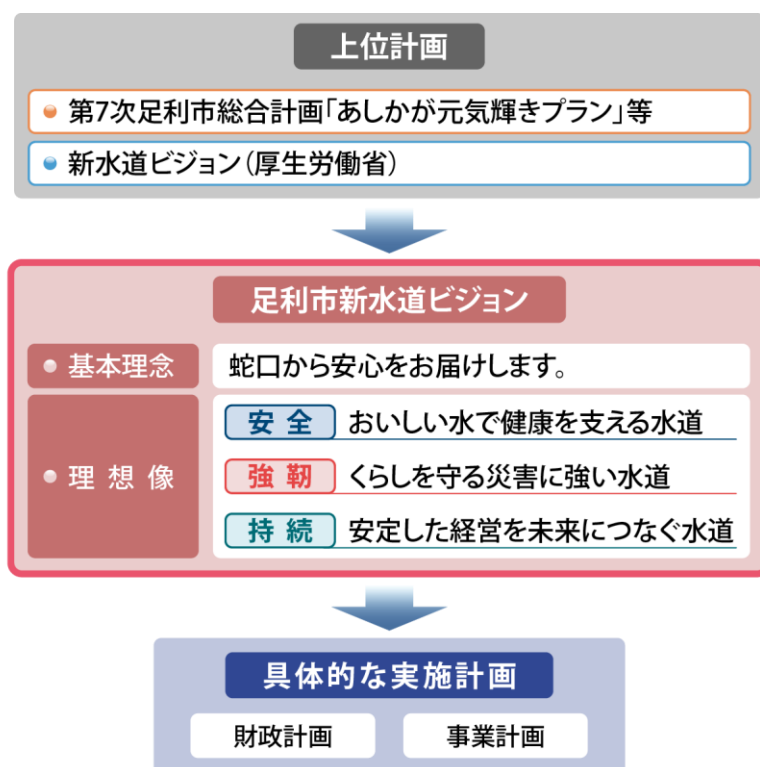 上位計画
第7次足利市総合計画「あしかが元気輝きプラン」等
新水道ビジョン(厚生労働省)
足利市新水道ビジョン
基本理念
蛇口から安心をお届けします。
理想像
安全 おいしい水で健康を支える水道
強靭 くらしを守る災害に強い水道
持続 安定した経営を未来につなぐ水道
具体的な実施計画
財政計画 事業計画